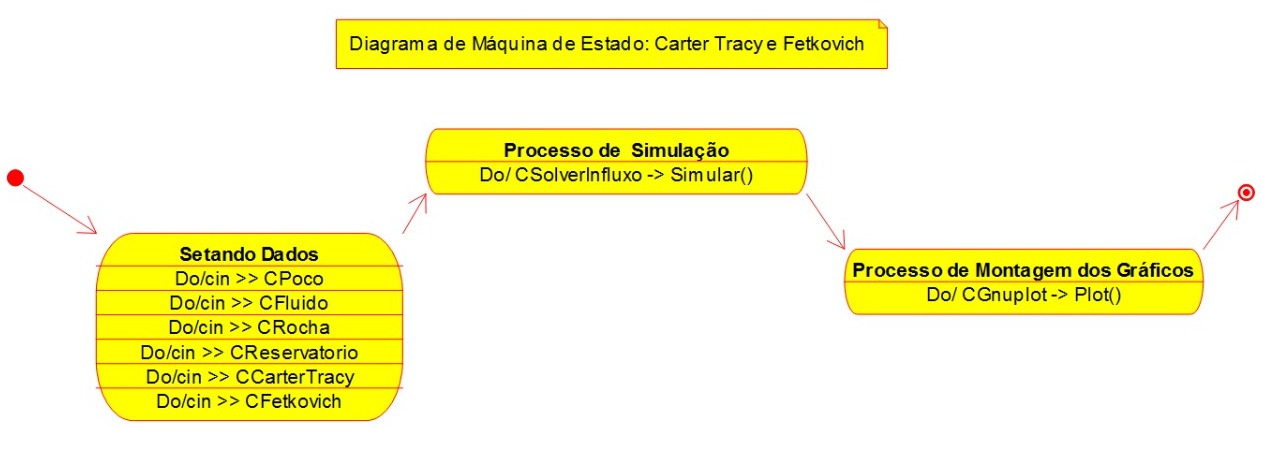 Diagrama de Máquina de Estado: Carter Tracy e Fetkovich
Processo de Simulação
Do/ CSolverInfluxo -> Simular()
Setando Dados
Do/cin >> CPoco
Do/cin >> CFluido
Do/cin >> CRocha
Do/cin >> CReservatorio
Do/cin >> CCarterTracy
Do/cin >> CFetkovich
Processo de Montagem dos Gráficos
Do/ CGnuplot -> Plot()